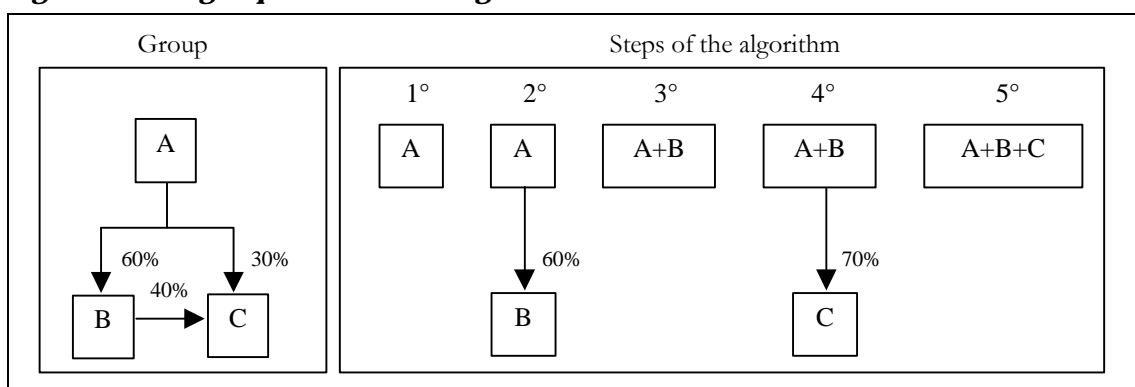 Group
Steps of the algorithm
1° 2° 3° 4° 5°
A A A+B A+B A+B+C
A
60% 30%
40%
B C
60% 70%
B C